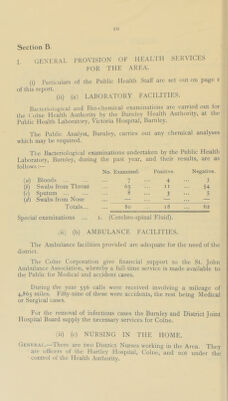 10
Section B.
1. GENERAL PROVISION OF HEALTH SERVICES
FOR THE AREA.
(i) Particulars of the Public Health Staff are set out on page 1
of this report.
(ii) (a) LABORATORY FACILITIES.
Bacteriological and Bio-chemical examinations are carried out for
the Colne Health Authority by the Burnley Health Authority, at the
Public Health Laboratory, Victoria Hospital, Burnley.
The Public Analyst, Burnley, carries out any chemical analyses
which may be required.
The Bacteriological examinations undertaken by the Public Health
Laboratory, Burnley, during the past year, and their results, are as
follows:—
No. Examined. Positive. Negative.
(a) Bloods ... 7 4 3
(b) Swabs from Throat 65 11 54
(c) Sputum ... 8 3 5
(d) Swabs from Nose — — —
Totals... 80 18 62
Special examinations ... 1. (Cerebro-spinal Fluid).
(ii) (b) AMBULANCE FACILITIES.
The Ambulance facilities provided are adequate for the need of the
district.
The Colne Corporation give financial support to the St. John
Ambulance Association, whereby a full-time service is made available to
the Public for Medical and accident cases.
During the year 556 calls were received involving a mileage of
4,865 miles. Fifty-nine of these were accidents, the rest being Medical
or Surgical cases.
For the removal of infectious cases the Burnley and District Joint
Hospital Board supply the necessary services for Colne.
(ii) (c) NURSING IN THE HOME.
GENERAL.—There are two District Nurses working in the Area. They
are officers of the Hartley Hospital, Colne, and not under the
control of the Health Authority.